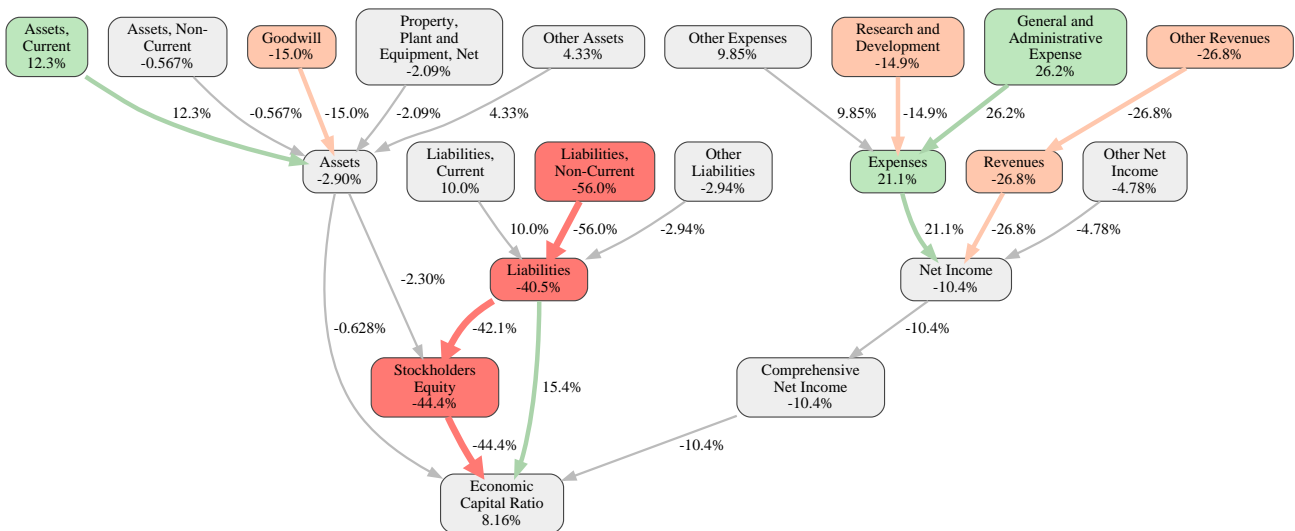 Assets,
Current
12.3%
Assets, Non-
Current
-0.567%
Goodwill
-15.0%
Property,
Plant and
Equipment, Net
-2.09%
Other Assets
4.33%
Other Expenses
9.85%
Research and
Development
-14.9%
General and
Administrative
Expense
26.2%
Other Revenues
-26.8%
12.3%
-0.567%
-15.0%
-2.09%
4.33%
9.85%
-14.9%
26.2%
-26.8%
Assets
-2.90%
Liabilities,
Current
10.0%
Liabilities,
Non-Current
-56.0%
Other
Liabilities
-2.94%
Expenses
21.1%
Revenues
-26.8%
Other Net
Income
-4.78%
10.0%
-56.0%
-2.94%
21.1%
-26.8%
-4.78%
Liabilities
-40.5%
Net Income
-10.4%
-2.30%
-0.628%
-42.1%
-10.4%
Stockholders
Equity
-44.4%
15.4%
Comprehensive
Net Income
-10.4%
-44.4%
-10.4%
Economic
Capital Ratio
8.16%